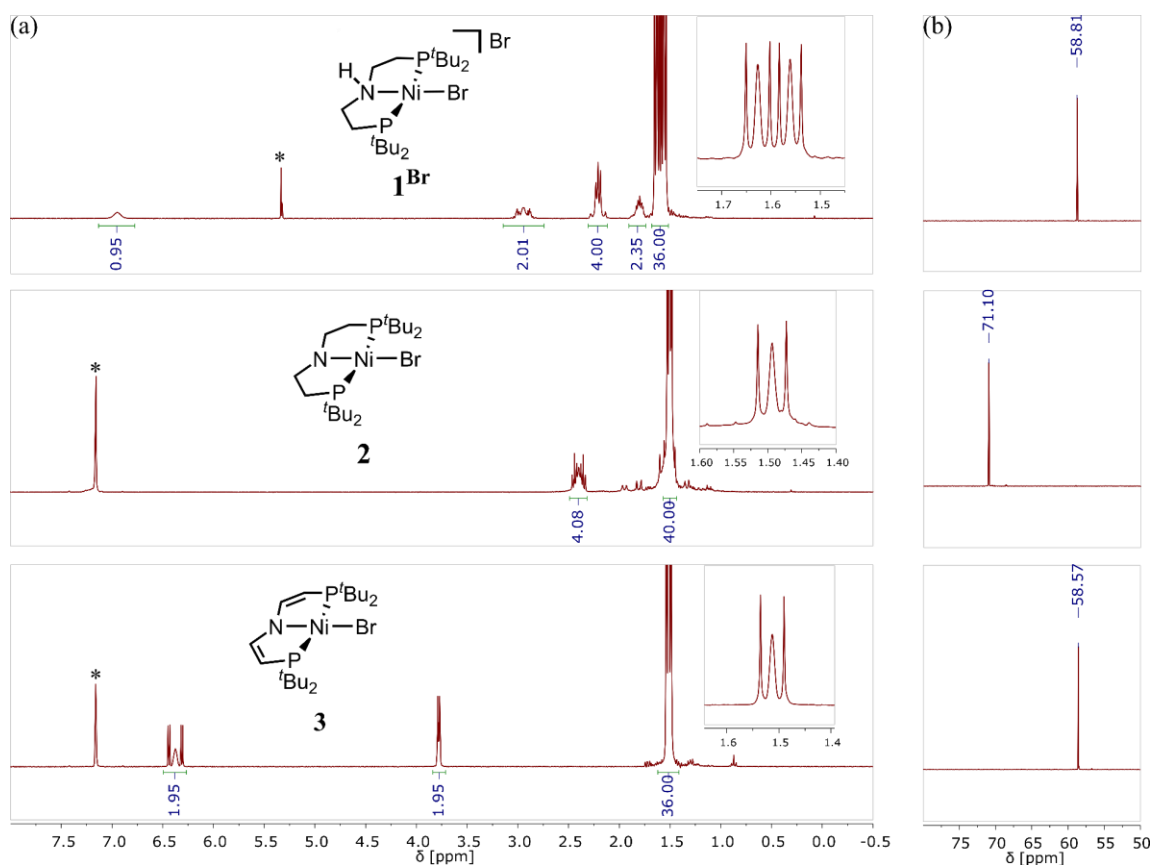 (a)
(b)
Br
PᵗBu₂
H
N
Ni
Br
P
ᵗBu₂
1ᴮʳ
*
1.7 1.6 1.5
0.95
2.01
4.00
2.35
36.00
58.81
PᵗBu₂
N
Ni
Br
P
ᵗBu₂
2
*
1.60 1.55 1.50 1.45 1.40
4.08
40.00
71.10
PᵗBu₂
N
Ni
Br
P
ᵗBu₂
3
*
1.6 1.5 1.4
1.95
1.95
36.00
58.57
7.5 7.0 6.5 6.0 5.5 5.0 4.5 4.0 3.5 3.0 2.5 2.0 1.5 1.0 0.5 0.0 -0.5
δ [ppm]
80 75 70 65 60 55 50
δ [ppm]